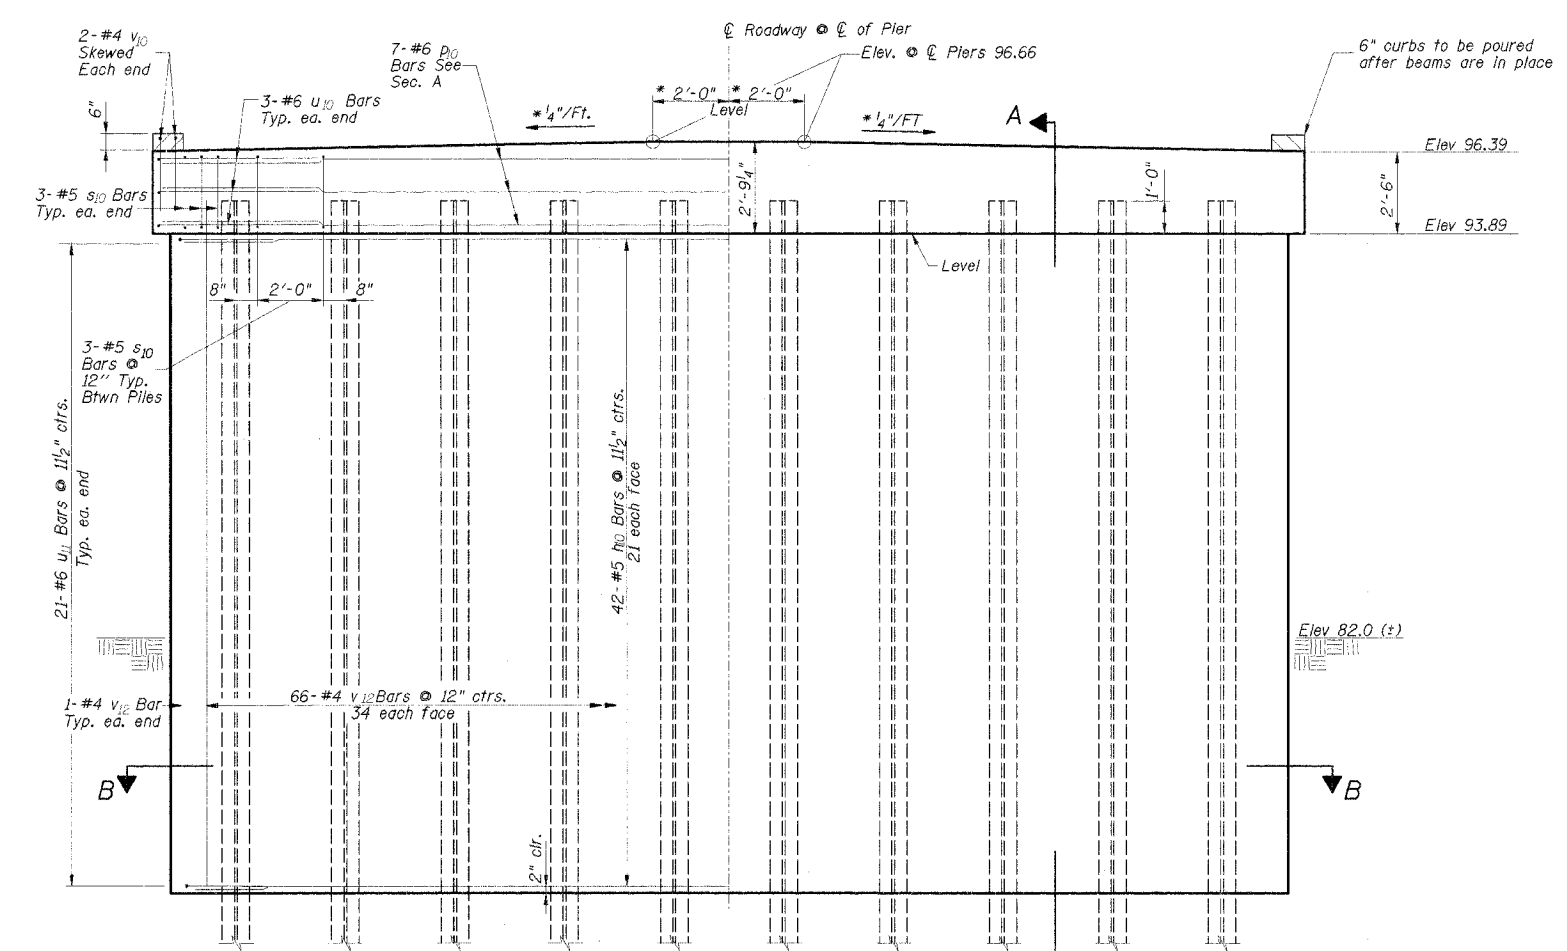 ℄ Roadway @ ℄ of Pier
2-#4 v10
Skewed
Each end
7-#6 p10
Bars See
Sec. A
Elev. @ ℄ Piers 96.66
6" curbs to be poured
after beams are in place
6"
3-#6 u10 Bars
Typ. ea. end
* 2'-0"
* 2'-0"
Level
*¼"/Ft.
*¼"/FT
A
Elev 96.39
3-#5 s10 Bars
Typ. ea. end
2'-9¼"
1'-0"
2'-6"
Elev 93.89
Level
8"
2'-0"
8"
3-#5 s10
Bars @
12" Typ.
Btwn Piles
21-#6 u11 Bars @ 11½" ctrs.
Typ. ea. end
42-#5 h10 Bars @ 11½" ctrs.
21 each face
Elev 82.0 (±)
1-#4 v12 Bar
Typ. ea. end
66-#4 v12 Bars @ 12" ctrs.
34 each face
B
B
2" clr.